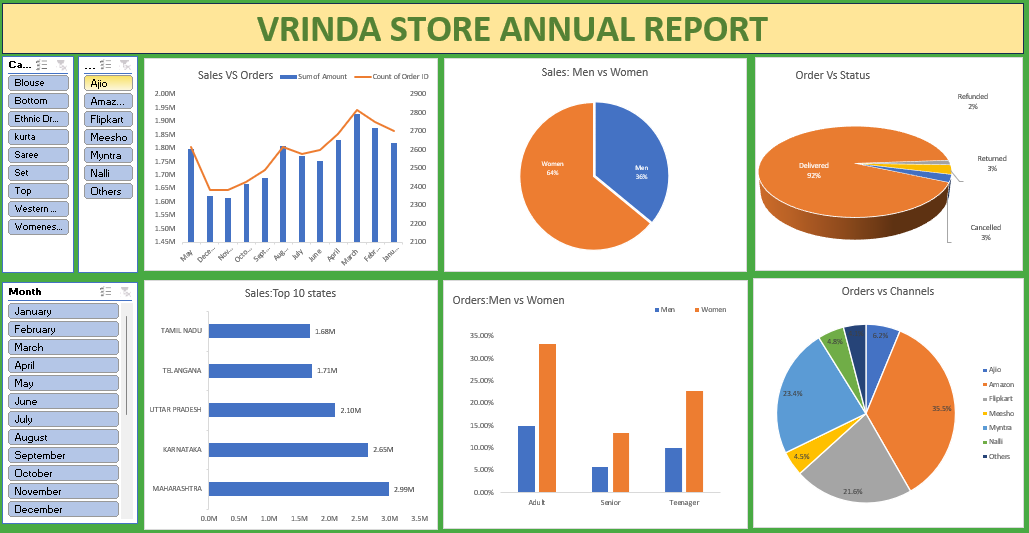 VRINDA STORE ANNUAL REPORT
Ca...
Blouse
Bottom
Ethnic Dr...
kurta
Saree
Set
Top
Western ...
Womenes...
...
Ajio
Amaz...
Flipkart
Meesho
Myntra
Nalli
Others
Sales VS Orders
Sum of Amount
Count of Order ID
2.00M
1.95M
1.90M
1.85M
1.80M
1.75M
1.70M
1.65M
1.60M
1.55M
1.50M
1.45M
2900
2800
2700
2600
2500
2400
2300
2200
2100
May
Dece...
Nov...
Octo...
Sept...
Aug...
July
June
April
March
Febr...
Janu...
Sales: Men vs Women
Women
64%
Men
36%
Order Vs Status
Refunded
2%
Returned
3%
Delivered
92%
Cancelled
3%
Month
January
February
March
April
May
June
July
August
September
October
November
December
Sales:Top 10 states
TAMIL NADU
1.68M
TELANGANA
1.71M
UTTAR PRADESH
2.10M
KARNATAKA
2.65M
MAHARASHTRA
2.99M
0.0M 0.5M 1.0M 1.5M 2.0M 2.5M 3.0M 3.5M
Orders:Men vs Women
Men
Women
35.00%
30.00%
25.00%
20.00%
15.00%
10.00%
5.00%
0.00%
Adult
Senior
Teenager
Orders vs Channels
6.2%
35.5%
21.6%
4.5%
23.4%
4.8%
Ajio
Amazon
Flipkart
Meesho
Myntra
Nalli
Others